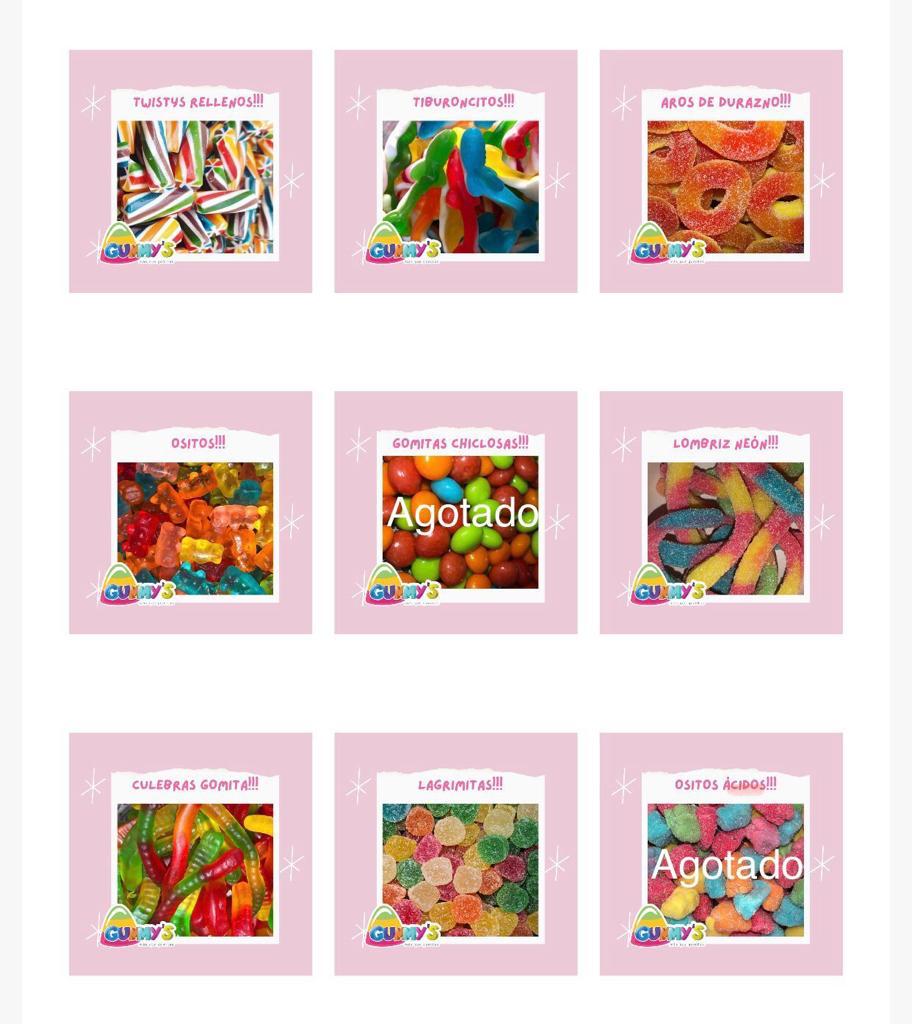 TWISTYS RELLENOS!!!
TIBURONCITOS!!!
AROS DE DURAZNO!!!
GUMMY'S
GUMMY'S
GUMMY'S
OSITOS!!!
GOMITAS CHICLOSAS!!!
LOMBRIZ NEÓN!!!
Agotado
GUMMY'S
GUMMY'S
GUMMY'S
CULEBRAS GOMITA!!!
LAGRIMITAS!!!
OSITOS ÁCIDOS!!!
Agotado
GUMMY'S
GUMMY'S
GUMMY'S